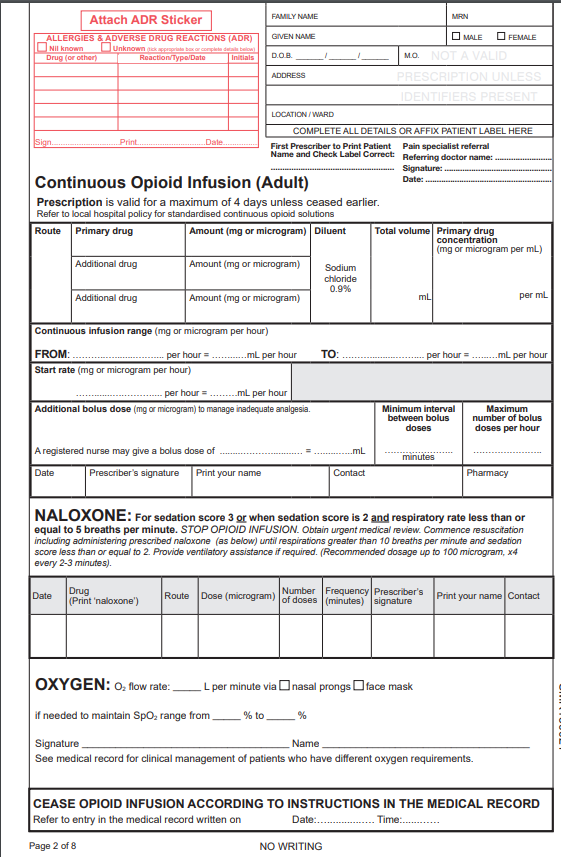 Attach ADR Sticker
ALLERGIES & ADVERSE DRUG REACTIONS (ADR)
Nil known Unknown (tick appropriate box or complete details below)
Drug (or other) Reaction/Type/Date Initials
Sign............................Print............................Date...............
FAMILY NAME MRN
GIVEN NAME MALE FEMALE
D.O.B. ______ / ______ / ______ M.O. NOT A VALID
ADDRESS PRESCRIPTION UNLESS
IDENTIFIERS PRESENT
LOCATION / WARD
COMPLETE ALL DETAILS OR AFFIX PATIENT LABEL HERE
First Prescriber to Print Patient
Name and Check Label Correct:
.............................................
Pain specialist referral
Referring doctor name: ....................
Signature: .......................................
Date: ..............................................
Continuous Opioid Infusion (Adult)
Prescription is valid for a maximum of 4 days unless ceased earlier.
Refer to local hospital policy for standardised continuous opioid solutions
Route Primary drug Amount (mg or microgram) Diluent Total volume Primary drug
concentration
(mg or microgram per mL)
Additional drug Amount (mg or microgram) Sodium
chloride
0.9%
Additional drug Amount (mg or microgram) mL per mL
Continuous infusion range (mg or microgram per hour)
FROM: ................................ per hour = ..........mL per hour TO: ............................. per hour = ........mL per hour
Start rate (mg or microgram per hour)
............................. per hour = .........mL per hour
Additional bolus dose (mg or microgram) to manage inadequate analgesia.
A registered nurse may give a bolus dose of ............................ = .............mL
Minimum interval
between bolus
doses
.......................
minutes
Maximum
number of bolus
doses per hour
.......................
Date Prescriber's signature Print your name Contact Pharmacy
NALOXONE: For sedation score 3 or when sedation score is 2 and respiratory rate less than or
equal to 5 breaths per minute. STOP OPIOID INFUSION. Obtain urgent medical review. Commence resuscitation
including administering prescribed naloxone (as below) until respirations greater than 10 breaths per minute and sedation
score less than or equal to 2. Provide ventilatory assistance if required. (Recommended dosage up to 100 microgram, x4
every 2-3 minutes).
Date Drug
(Print 'naloxone') Route Dose (microgram) Number
of doses Frequency
(minutes) Prescriber's
signature Print your name Contact
OXYGEN: O₂ flow rate: _____ L per minute via nasal prongs face mask
if needed to maintain SpO₂ range from _____ % to _____ %
Signature ____________________ Name ____________________
See medical record for clinical management of patients who have different oxygen requirements.
CEASE OPIOID INFUSION ACCORDING TO INSTRUCTIONS IN THE MEDICAL RECORD
Refer to entry in the medical record written on Date:................... Time:............
Page 2 of 8 NO WRITING